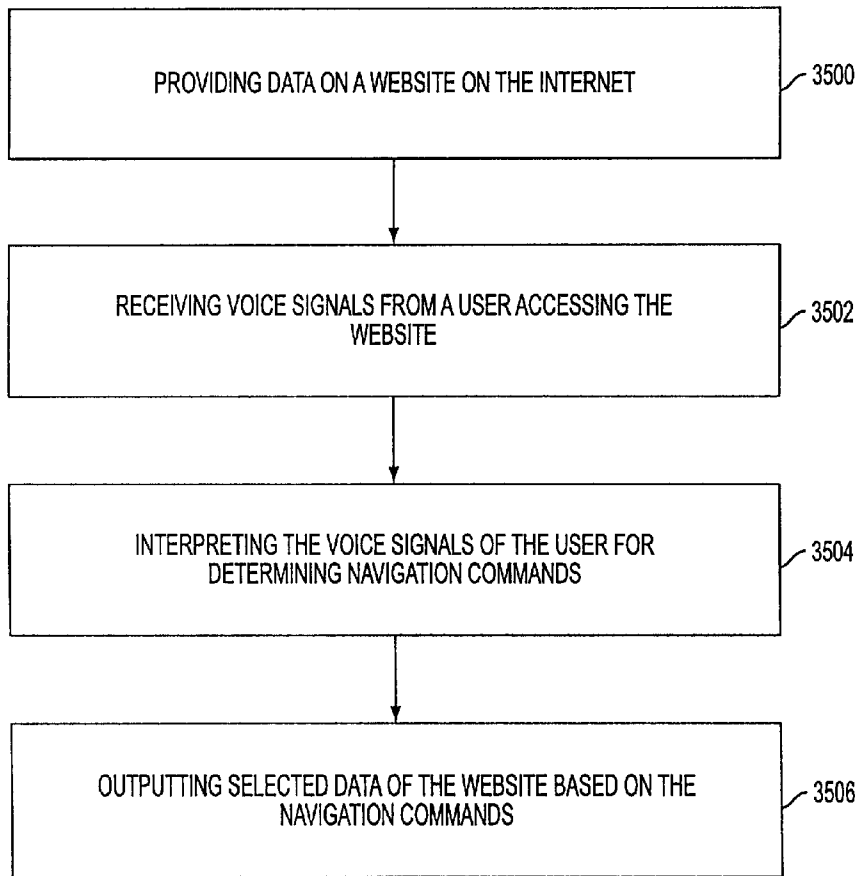 PROVIDING DATA ON A WEBSITE ON THE INTERNET
3500
RECEIVING VOICE SIGNALS FROM A USER ACCESSING THE
WEBSITE
3502
INTERPRETING THE VOICE SIGNALS OF THE USER FOR
DETERMINING NAVIGATION COMMANDS
3504
OUTPUTTING SELECTED DATA OF THE WEBSITE BASED ON THE
NAVIGATION COMMANDS
3506